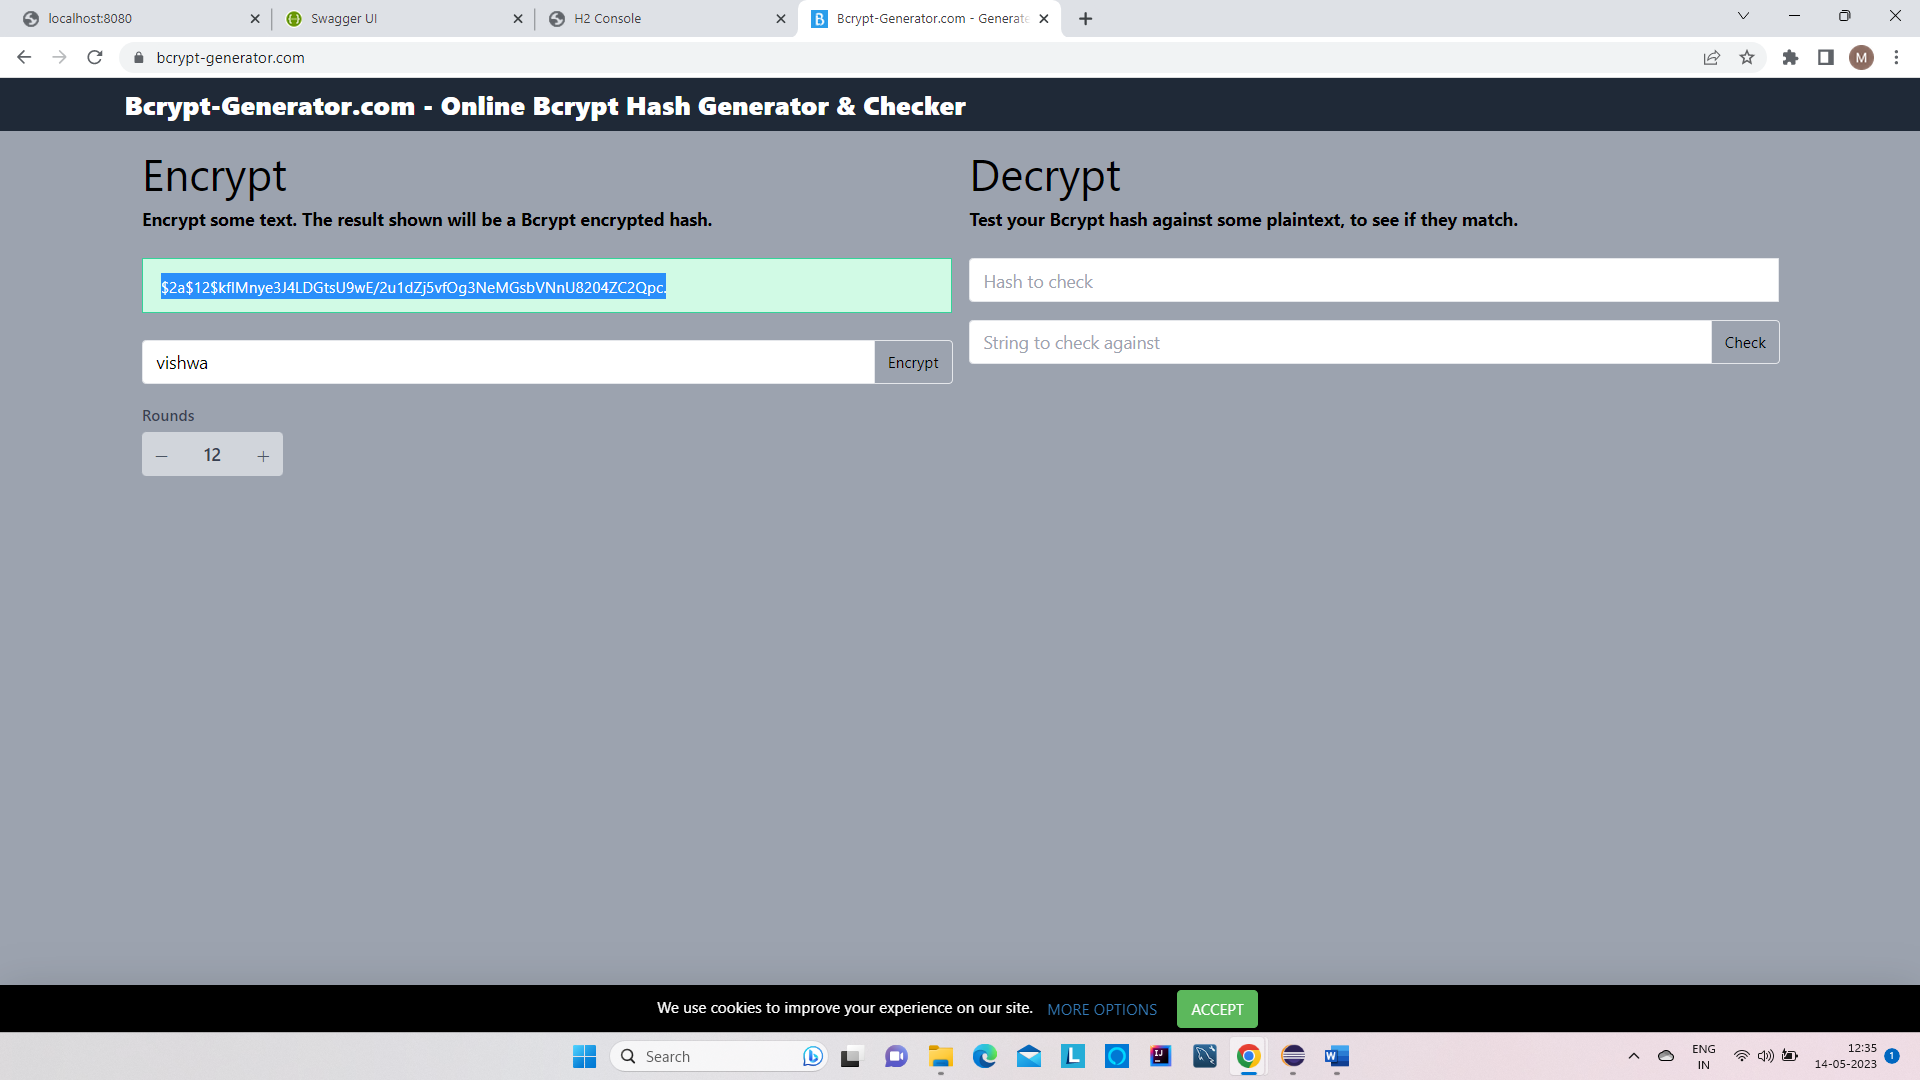 localhost:8080
Swagger UI
H2 Console
Bcrypt-Generator.com - Generate
bcrypt-generator.com
M
Bcrypt-Generator.com - Online Bcrypt Hash Generator & Checker
Encrypt
Encrypt some text. The result shown will be a Bcrypt encrypted hash.
$2a$12$kflMnye3J4LDGtsU9wE/2u1dZj5vfOg3NeMGsbVNnU8204ZC2Qpc.
vishwa
Encrypt
Rounds
12
Decrypt
Test your Bcrypt hash against some plaintext, to see if they match.
Hash to check
String to check against
Check
We use cookies to improve your experience on our site.
MORE OPTIONS
ACCEPT
Search
ENG
IN
12:35
14-05-2023
1